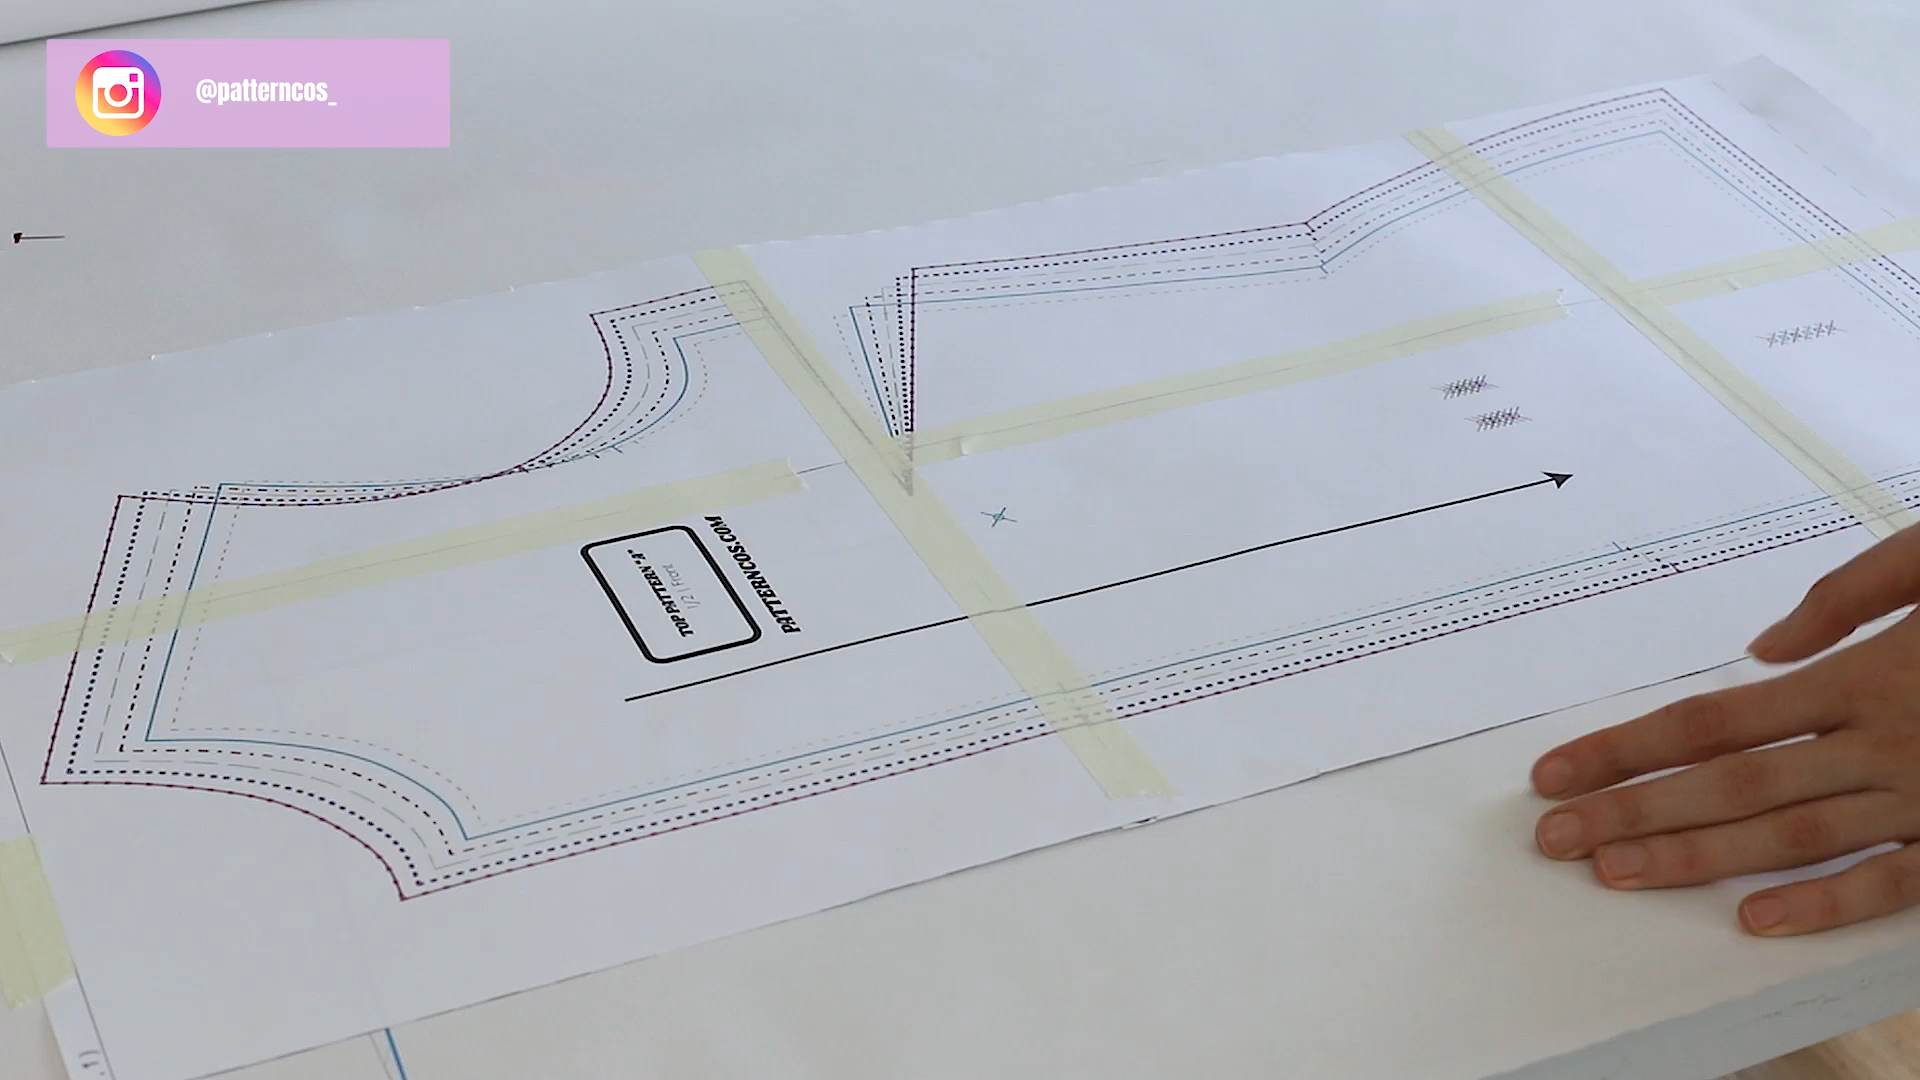 @patterncos_
PATTERNCOS.COM
TOP PATTERN "A"
1/2 | Front